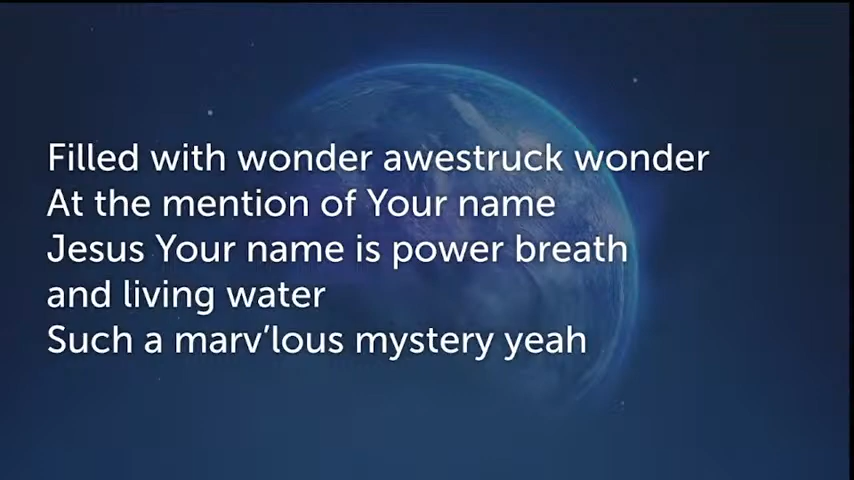 Filled with wonder awestruck wonder
At the mention of Your name
Jesus Your name is power breath
and living water
Such a marv’lous mystery yeah